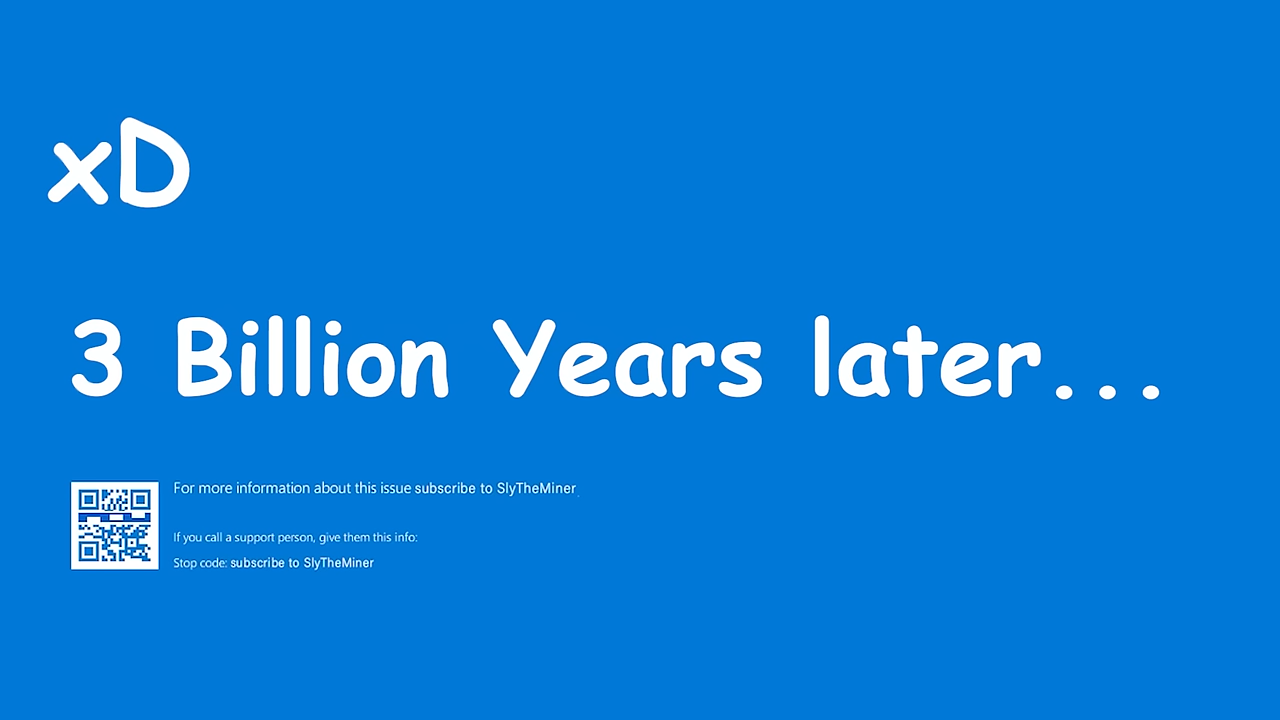 xD
3 Billion Years later...
For more information about this issue subscribe to SlyTheMiner
If you call a support person, give them this info:
Stop code: subscribe to SlyTheMiner